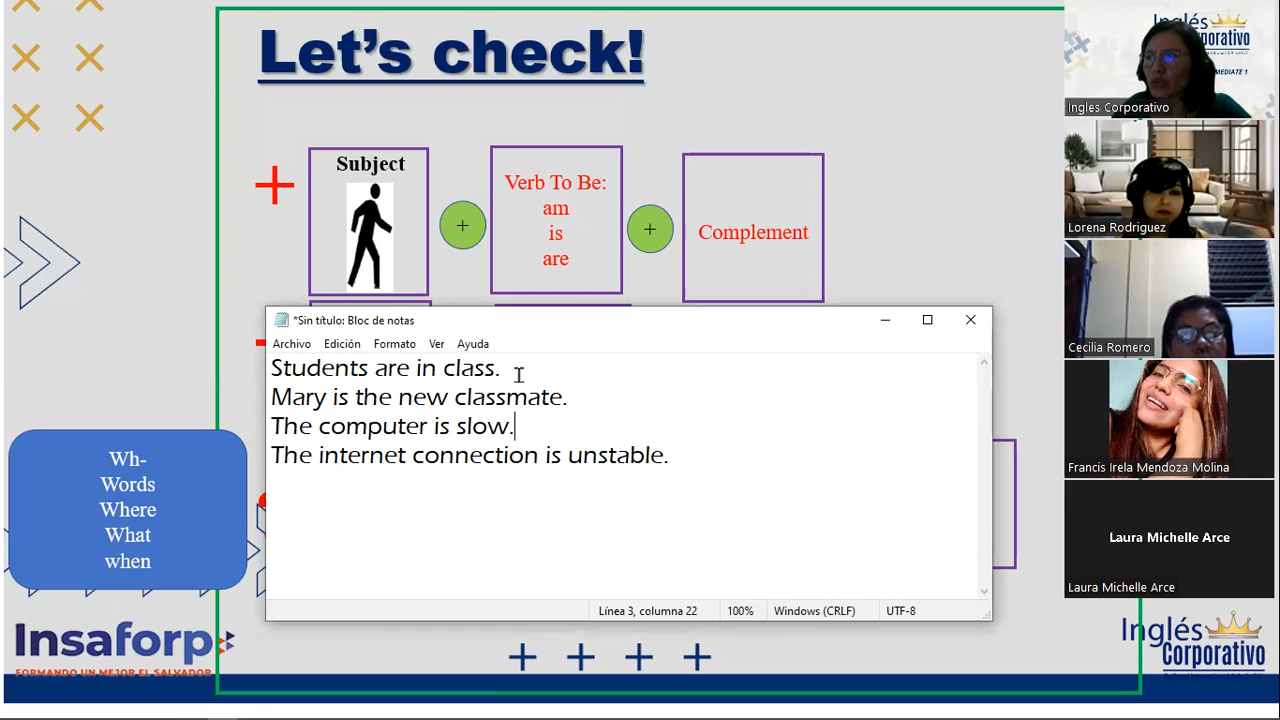 Let's check!
Subject
+
Verb To Be:
am
is
are
+
Complement
*Sin título: Bloc de notas
Archivo Edición Formato Ver Ayuda
Students are in class.
Mary is the new classmate.
The computer is slow.
The internet connection is unstable.
Línea 3, columna 22 100% Windows (CRLF) UTF-8
Wh-
Words
Where
What
when
Insaforp
FORMANDO UN MEJOR EL SALVADOR
Inglés
Corporativo
Inglés
MEDIATE 1
Ingles Corporativo
Lorena Rodriguez
Cecilia Romero
Francis Irela Mendoza Molina
Laura Michelle Arce
Laura Michelle Arce